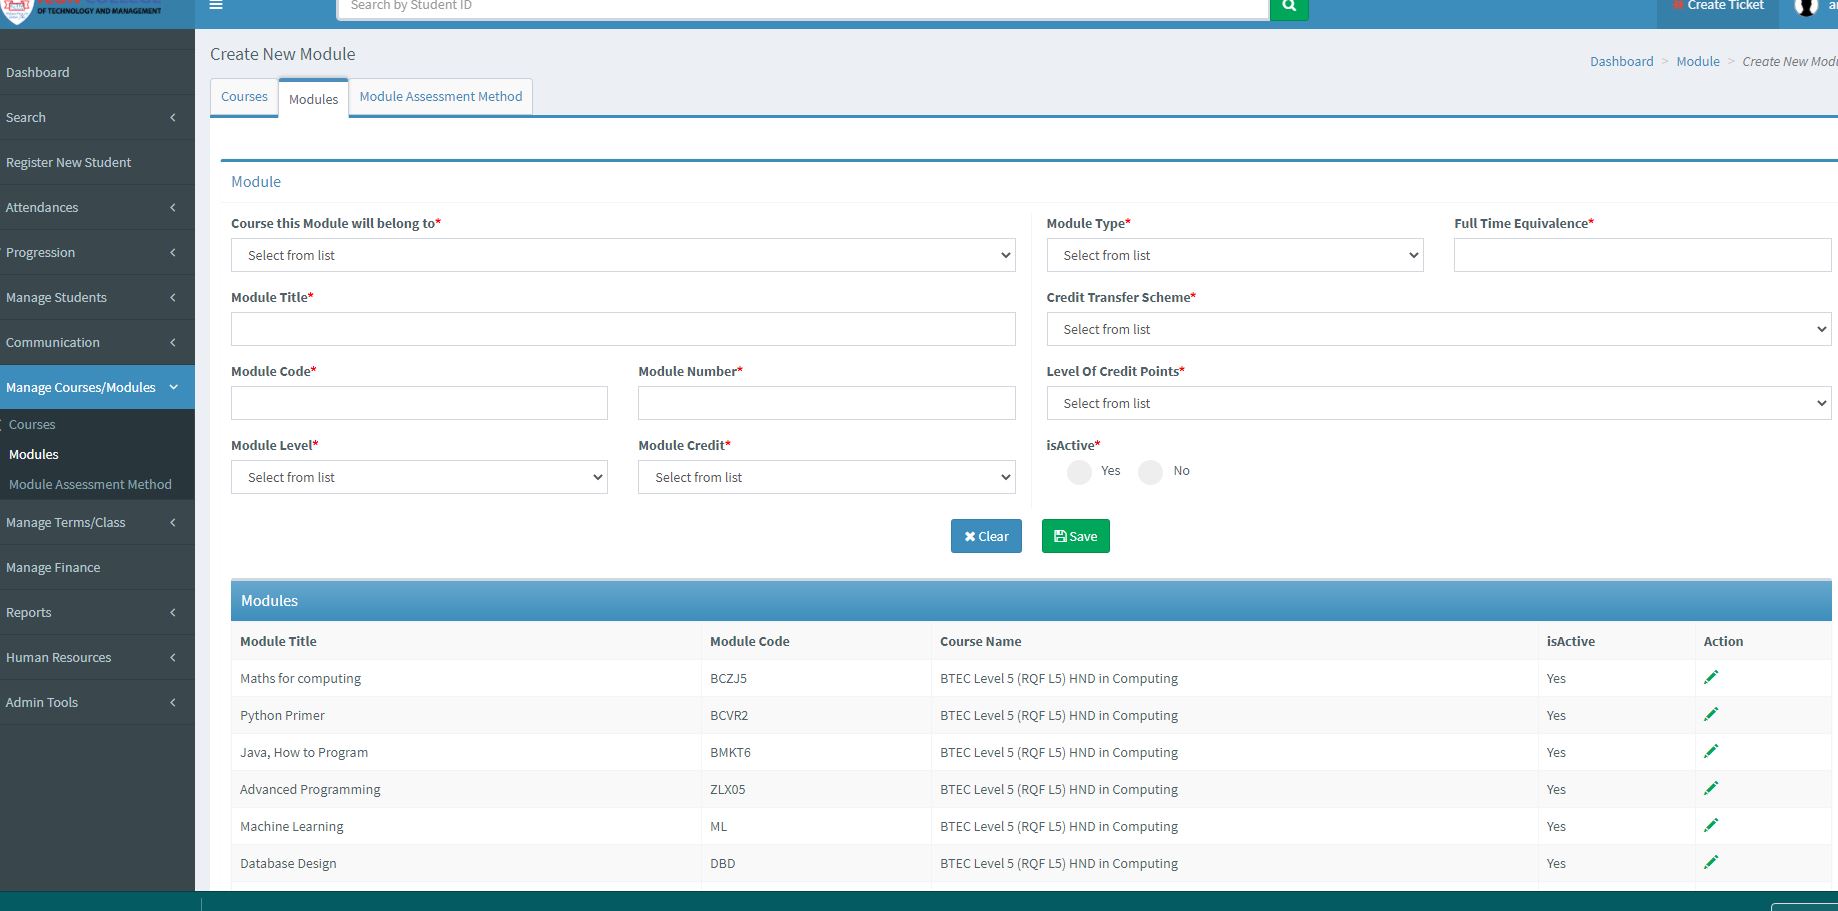 COLLEGE
OF TECHNOLOGY AND MANAGEMENT
Search by Student ID
Create Ticket
Dashboard
Search
Register New Student
Attendances
Progression
Manage Students
Communication
Manage Courses/Modules
Courses
Modules
Module Assessment Method
Manage Terms/Class
Manage Finance
Reports
Human Resources
Admin Tools
Create New Module
Dashboard > Module > Create New Modu
Courses Modules Module Assessment Method
Module
Course this Module will belong to*
Select from list
Module Title*
Module Code* Module Number*
Module Level* Module Credit*
Select from list Select from list
Module Type* Full Time Equivalence*
Select from list
Credit Transfer Scheme*
Select from list
Level Of Credit Points*
Select from list
isActive*
Yes No
Clear Save
Modules
Module Title Module Code Course Name isActive Action
Maths for computing BCZJ5 BTEC Level 5 (RQF L5) HND in Computing Yes
Python Primer BCVR2 BTEC Level 5 (RQF L5) HND in Computing Yes
Java, How to Program BMKT6 BTEC Level 5 (RQF L5) HND in Computing Yes
Advanced Programming ZLX05 BTEC Level 5 (RQF L5) HND in Computing Yes
Machine Learning ML BTEC Level 5 (RQF L5) HND in Computing Yes
Database Design DBD BTEC Level 5 (RQF L5) HND in Computing Yes